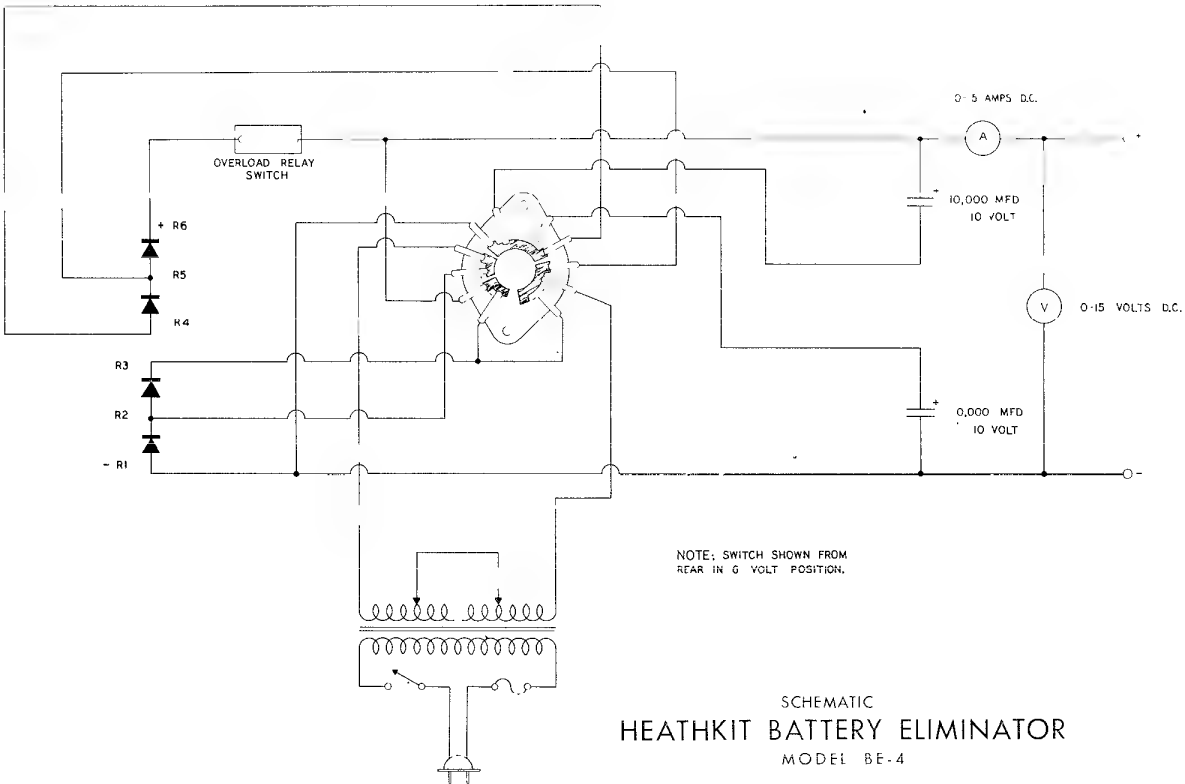 0-5 AMPS D.C.
A
+
OVERLOAD RELAY
SWITCH
+
10,000 MFD
10 VOLT
+ R6
R5
R4
V
0-15 VOLTS D.C.
R3
R2
- R1
+
0,000 MFD
10 VOLT
-
NOTE: SWITCH SHOWN FROM
REAR IN 6 VOLT POSITION.
SCHEMATIC
HEATHKIT BATTERY ELIMINATOR
MODEL BE-4